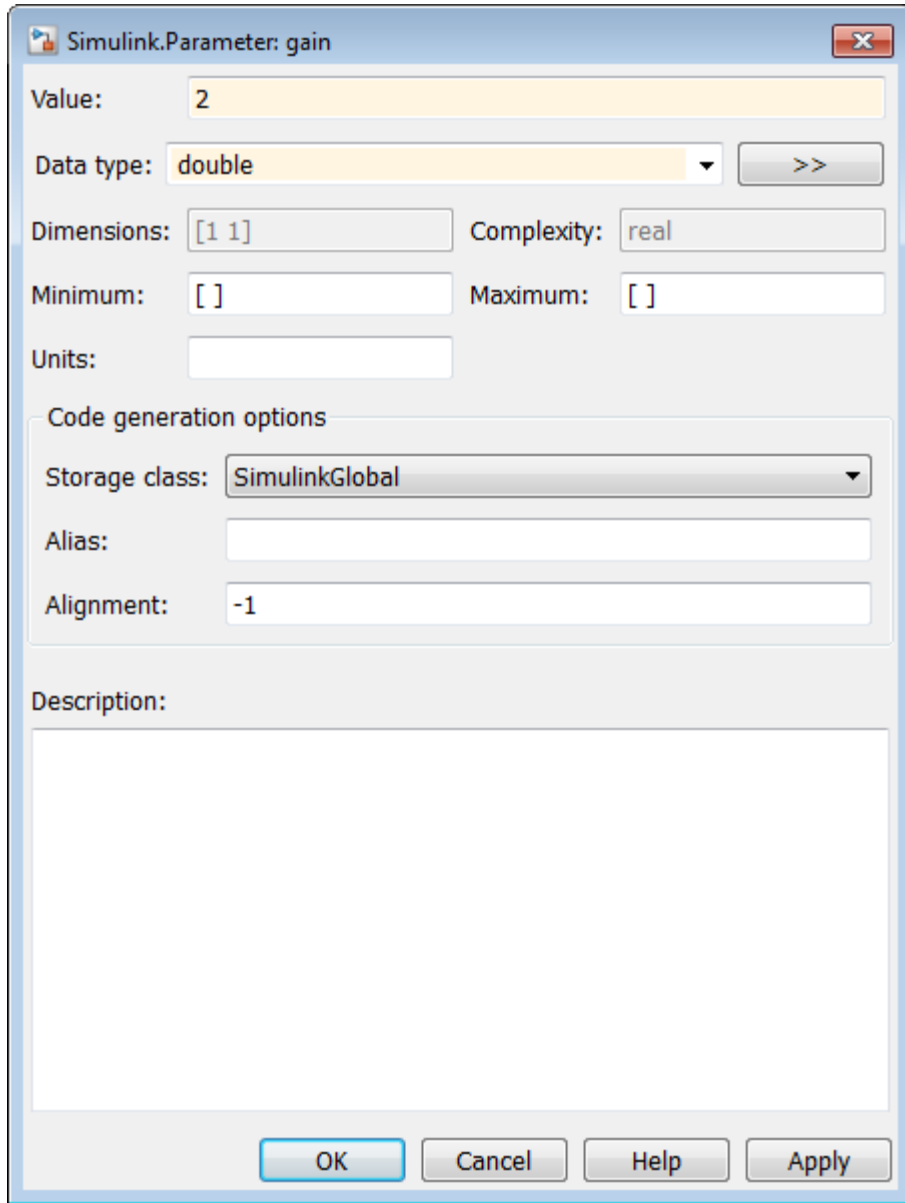 Simulink.Parameter: gain
Value: 2
Data type: double >>
Dimensions: [1 1] Complexity: real
Minimum: [ ] Maximum: [ ]
Units:
Code generation options
Storage class: SimulinkGlobal
Alias:
Alignment: -1
Description:
OK Cancel Help Apply